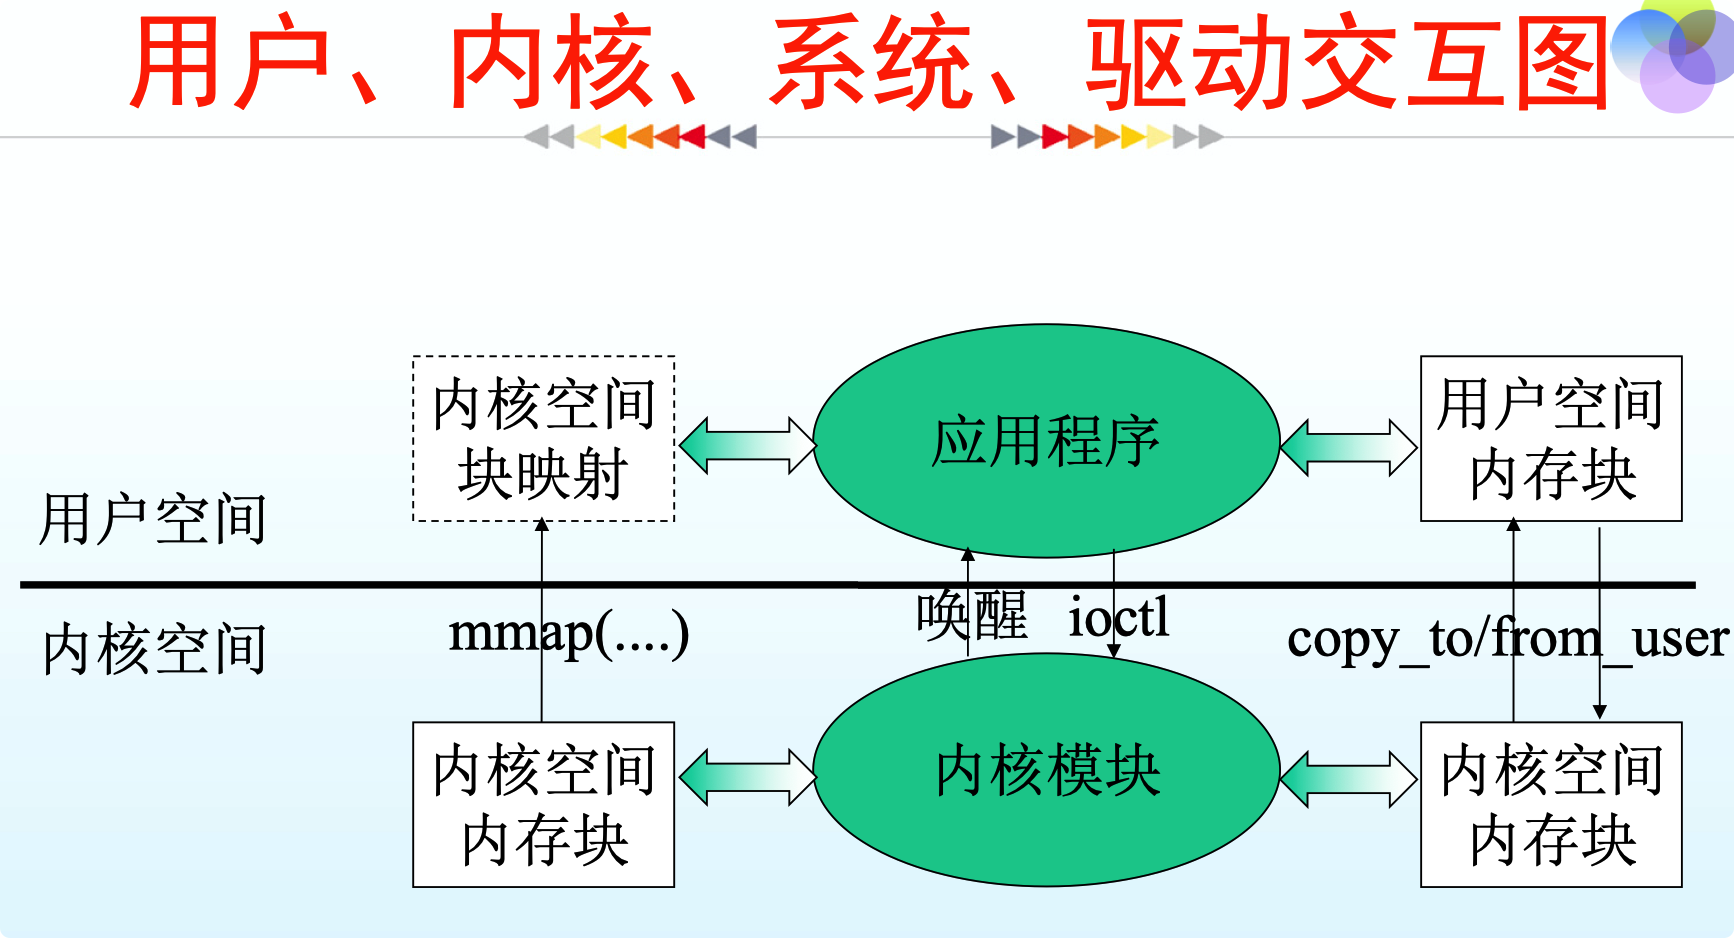 用户、内核、系统、驱动交互图
内核空间
块映射
应用程序
用户空间
内存块
用户空间
内核空间
mmap(....)
唤醒
ioctl
copy_to/from_user
内核空间
内存块
内核模块
内核空间
内存块